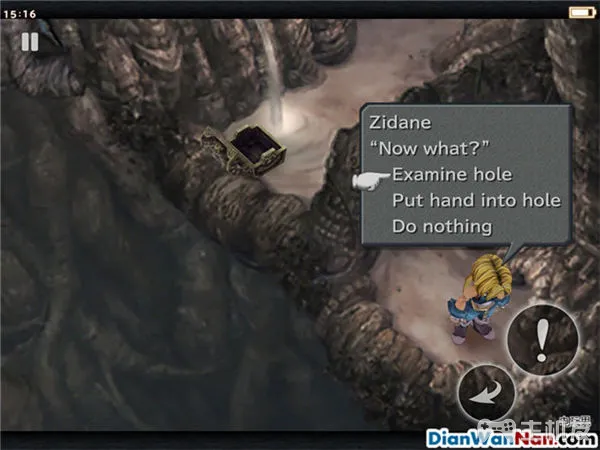 15:16
Zidane
“Now what?”
Examine hole
Put hand into hole
Do nothing
DianWanNan.com